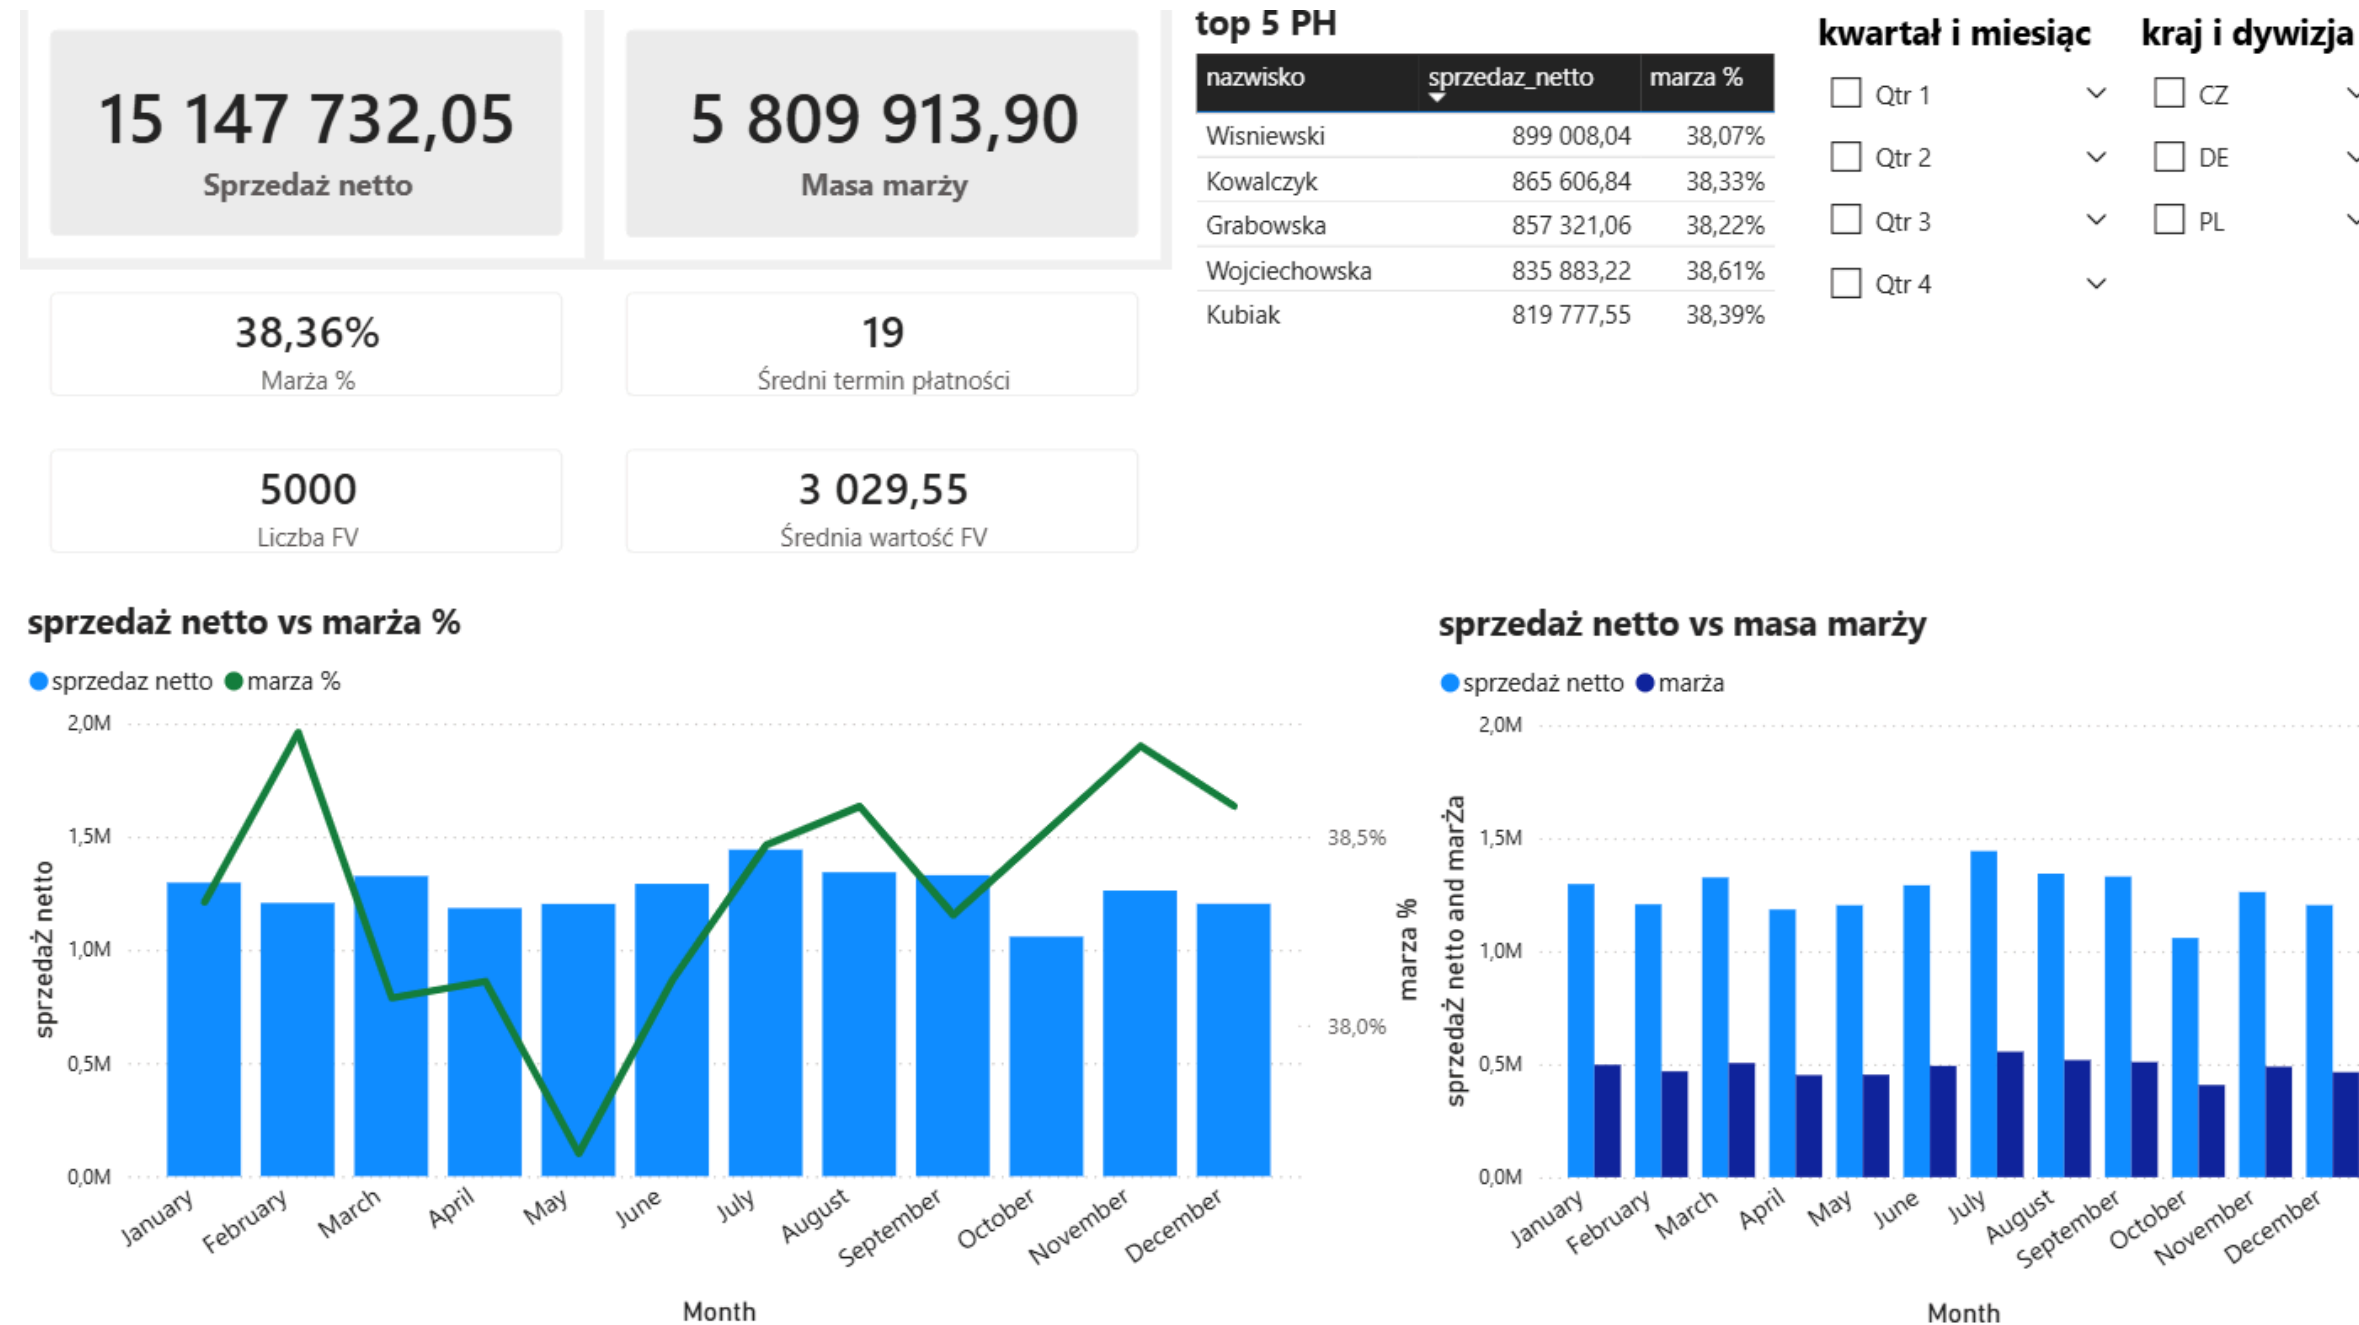 15 147 732,05
Sprzedaż netto
5 809 913,90
Masa marży
38,36%
Marża %
19
Średni termin płatności
5000
Liczba FV
3 029,55
Średnia wartość FV
top 5 PH
nazwisko sprzedaz_netto marza %
Wisniewski 899 008,04 38,07%
Kowalczyk 865 606,84 38,33%
Grabowska 857 321,06 38,22%
Wojciechowska 835 883,22 38,61%
Kubiak 819 777,55 38,39%
kwartał i miesiąc
Qtr 1
Qtr 2
Qtr 3
Qtr 4
kraj i dywizja
CZ
DE
PL
sprzedaż netto vs marża %
sprzedaz netto marza %
sprzedaŻ netto
2,0M
1,5M
1,0M
0,5M
0,0M
38,5%
38,0%
marza %
January
February
March
April
May
June
July
August
September
October
November
December
Month
sprzedaż netto vs masa marży
sprzedaż netto marża
sprzedaŻ netto and marŻa
2,0M
1,5M
1,0M
0,5M
0,0M
January
February
March
April
May
June
July
August
September
October
November
December
Month